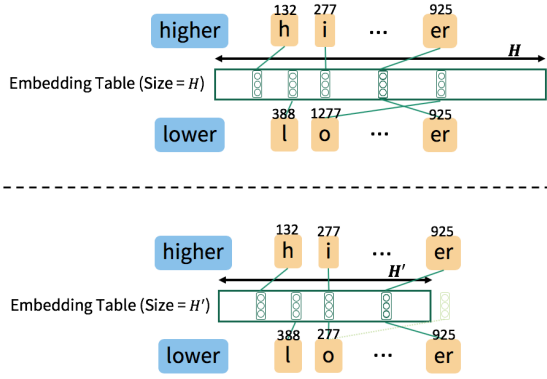 132 277 925
higher h i ... er
H
Embedding Table (Size = H)
388 1277 925
lower l o ... er
132 277 925
higher h i ... er
H'
Embedding Table (Size = H')
388 277 925
lower l o ... er